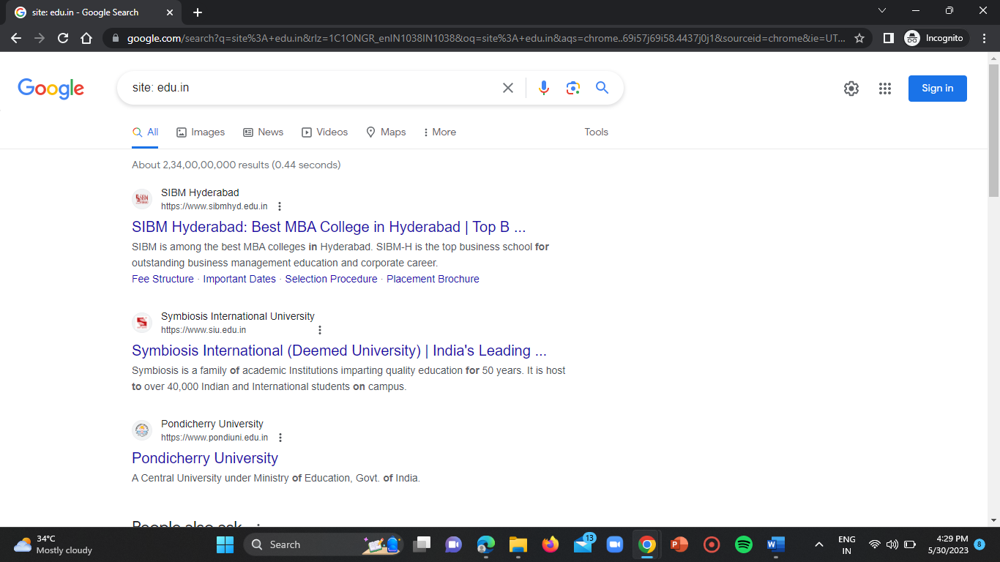 site: edu.in - Google Search
google.com/search?q=site%3A+edu.in&rlz=1C1ONGR_enIN1038IN1038&oq=site%3A+edu.in&aqs=chrome..69i57j69i58.4437j0j1&sourceid=chrome&ie=UT...
Incognito
Google
site: edu.in
Sign in
All Images News Videos Maps More Tools
About 2,34,00,00,000 results (0.44 seconds)
SIBM Hyderabad
https://www.sibmhyd.edu.in
SIBM Hyderabad: Best MBA College in Hyderabad | Top B ...
SIBM is among the best MBA colleges in Hyderabad. SIBM-H is the top business school for
outstanding business management education and corporate career.
Fee Structure · Important Dates · Selection Procedure · Placement Brochure
Symbiosis International University
https://www.siu.edu.in
Symbiosis International (Deemed University) | India's Leading ...
Symbiosis is a family of academic Institutions imparting quality education for 50 years. It is host
to over 40,000 Indian and International students on campus.
Pondicherry University
https://www.pondiuni.edu.in
Pondicherry University
A Central University under Ministry of Education, Govt. of India.
People also ask
34°C
Mostly cloudy
Search
13
ENG
IN
4:29 PM
5/30/2023
8